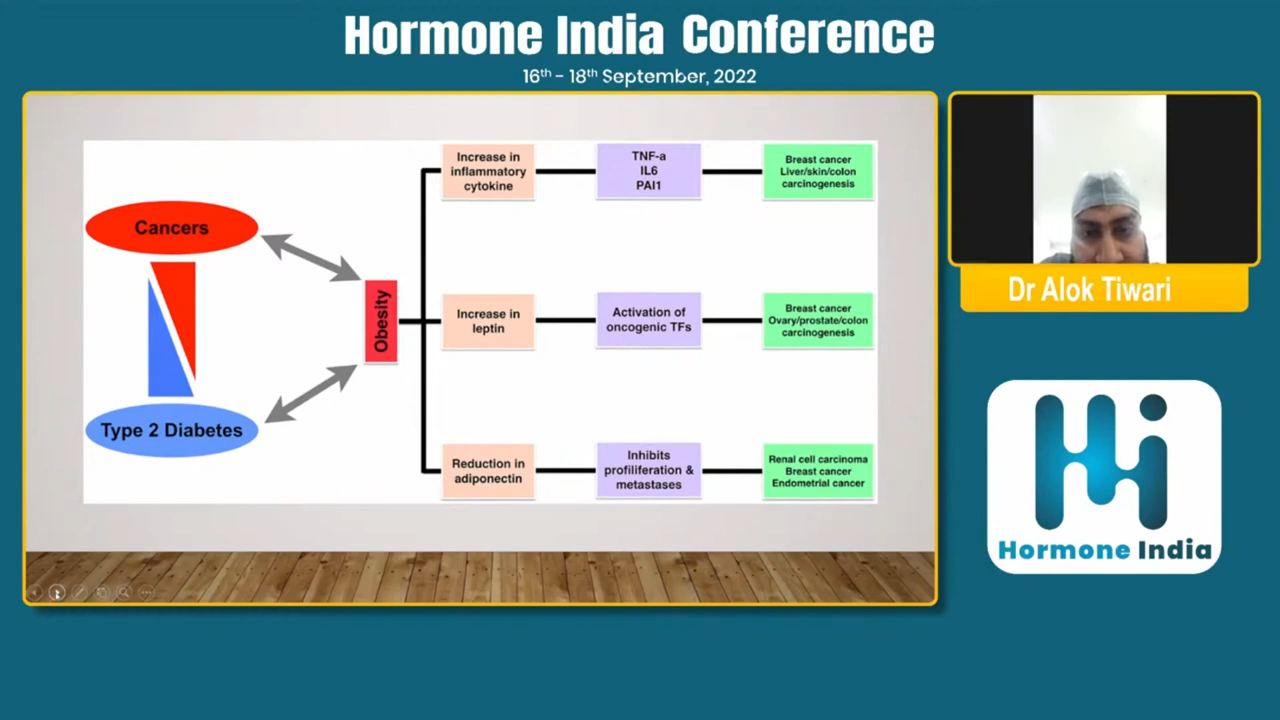 Hormone India Conference
16th - 18th September, 2022
Cancers
Type 2 Diabetes
Obesity
Increase in
inflammatory
cytokine
TNF-a
IL6
PAI1
Breast cancer
Liver/skin/colon
carcinogenesis
Increase in
leptin
Activation of
oncogenic TFs
Breast cancer
Ovary/prostate/colon
carcinogenesis
Reduction in
adiponectin
Inhibits
profiliferation &
metastases
Renal cell carcinoma
Breast cancer
Endometrial cancer
Dr Alok Tiwari
Hi
Hormone India